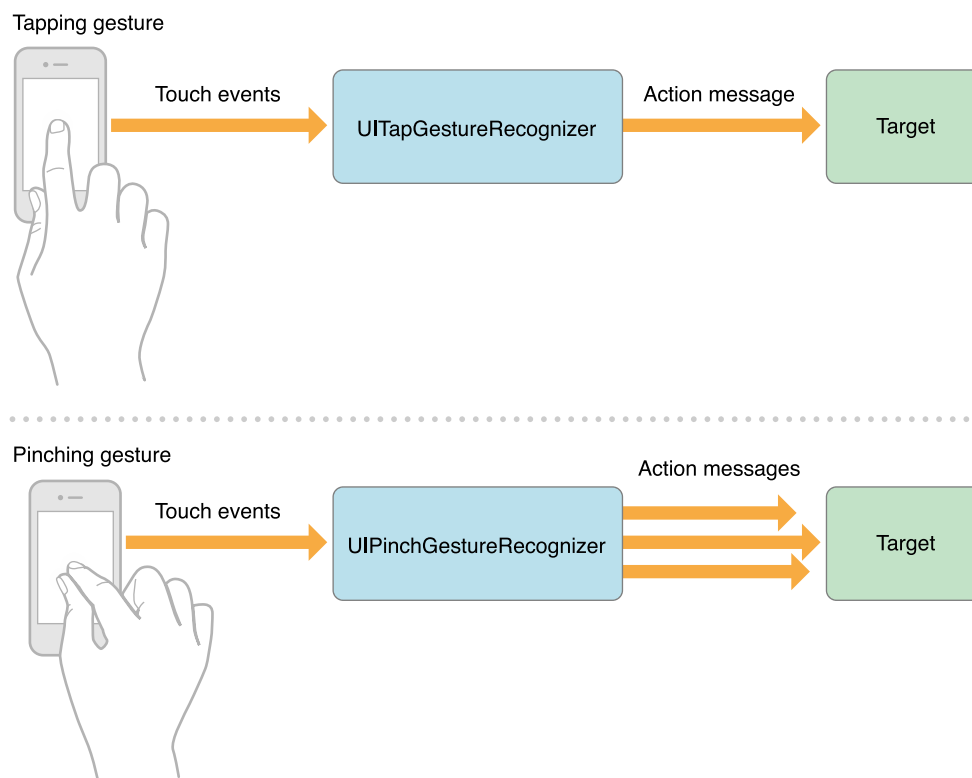 Tapping gesture
Touch events
UITapGestureRecognizer
Action message
Target
Pinching gesture
Touch events
UIPinchGestureRecognizer
Action messages
Target